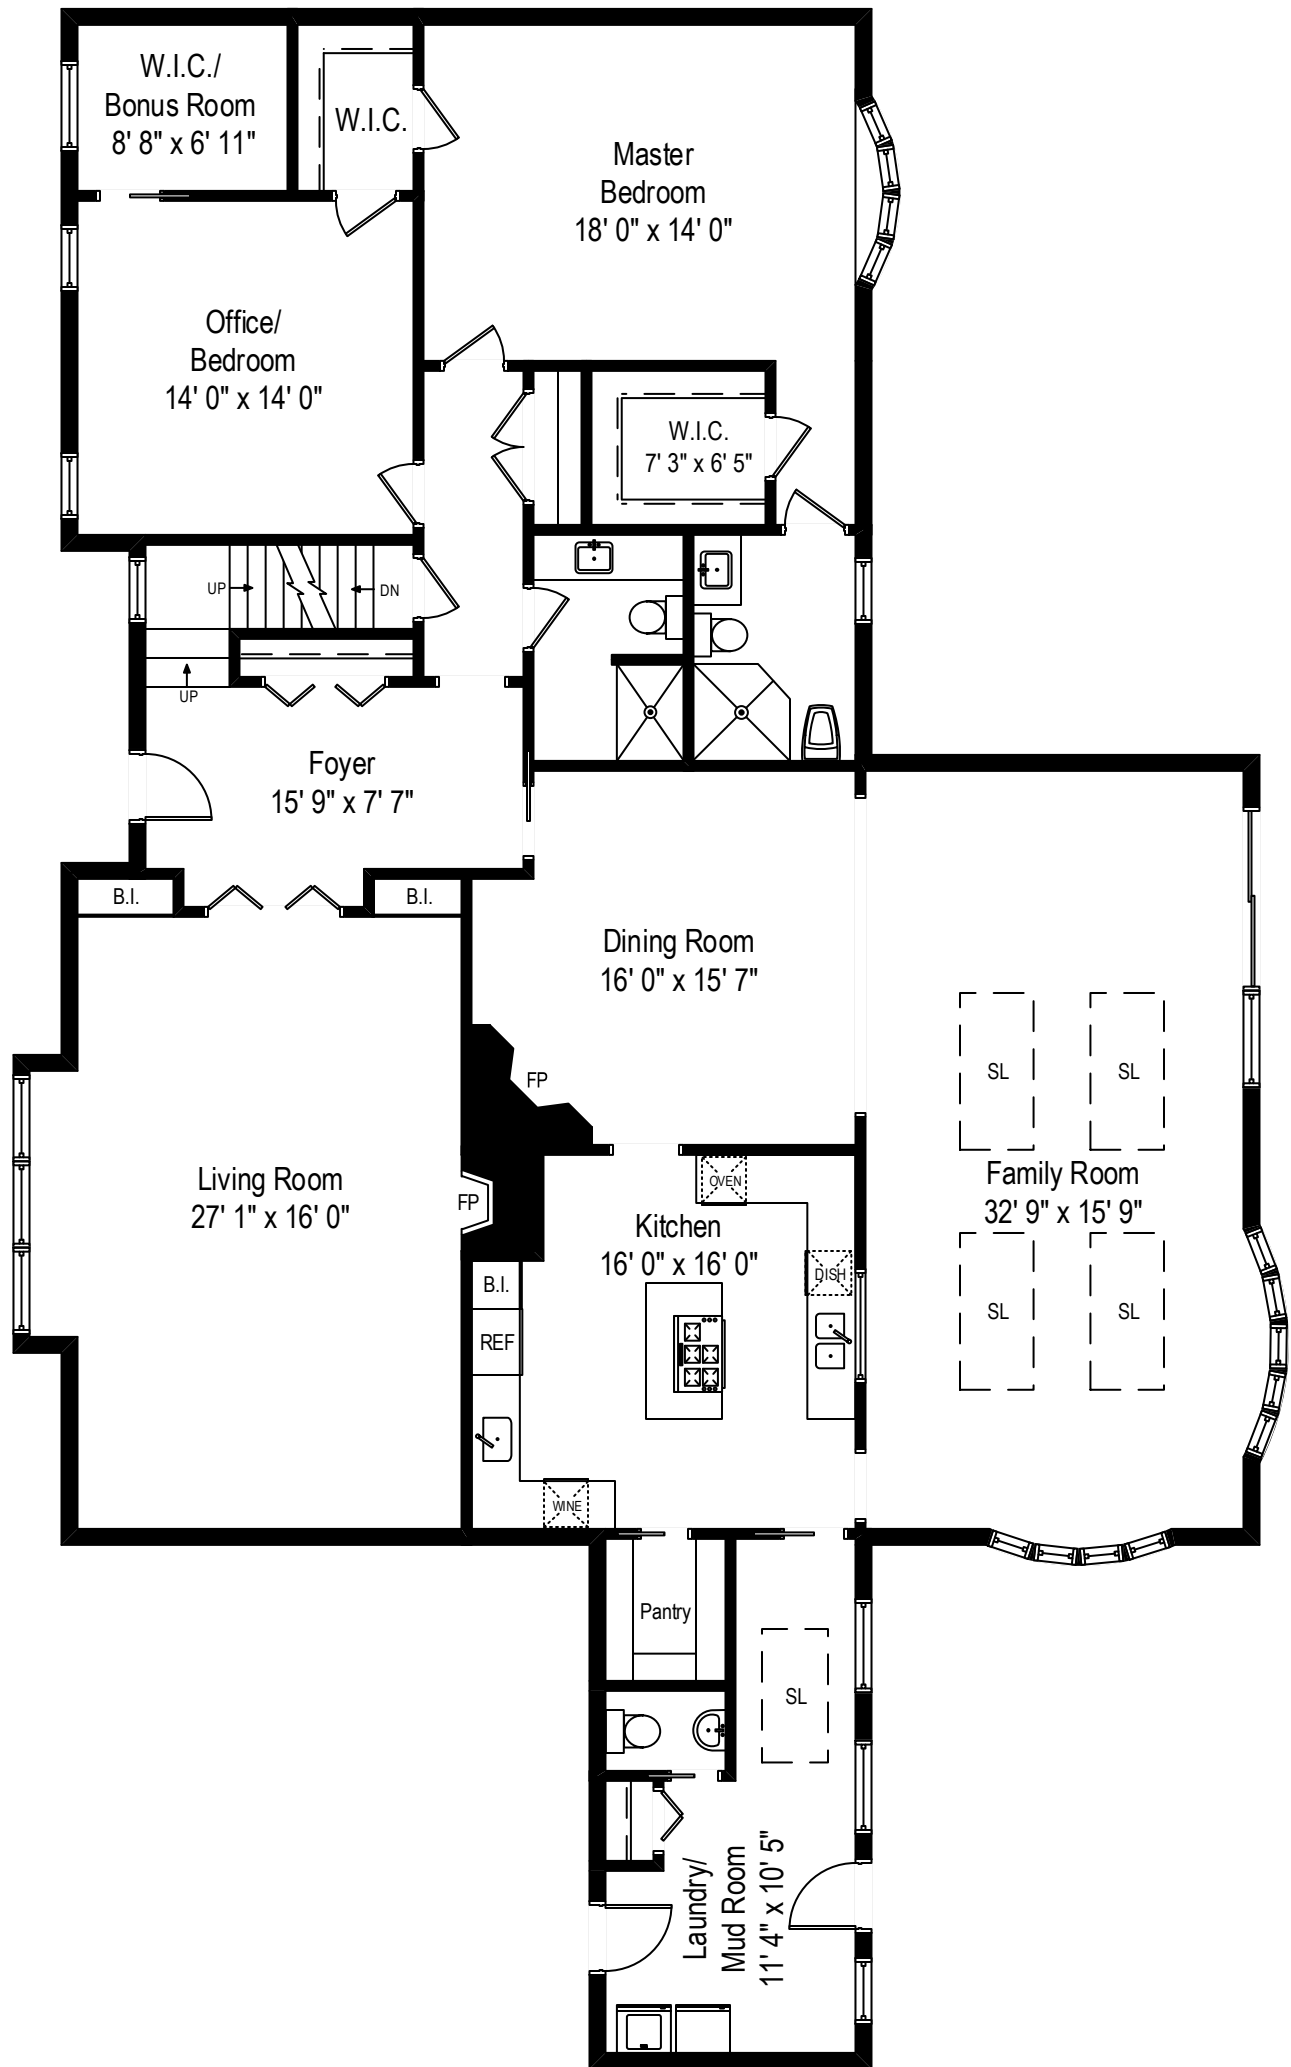 W.I.C./
Bonus Room
8' 8" x 6' 11"
W.I.C.
Master
Bedroom
18' 0" x 14' 0"
Office/
Bedroom
14' 0" x 14' 0"
W.I.C.
7' 3" x 6' 5"
UP
DN
UP
Foyer
15' 9" x 7' 7"
B.I.
B.I.
Dining Room
16' 0" x 15' 7"
FP
SL
SL
Living Room
27' 1" x 16' 0"
FP
OVEN
Family Room
32' 9" x 15' 9"
Kitchen
16' 0" x 16' 0"
B.I.
DISH
SL
SL
REF
WINE
Pantry
SL
Laundry/
Mud Room
11' 4" x 10' 5"